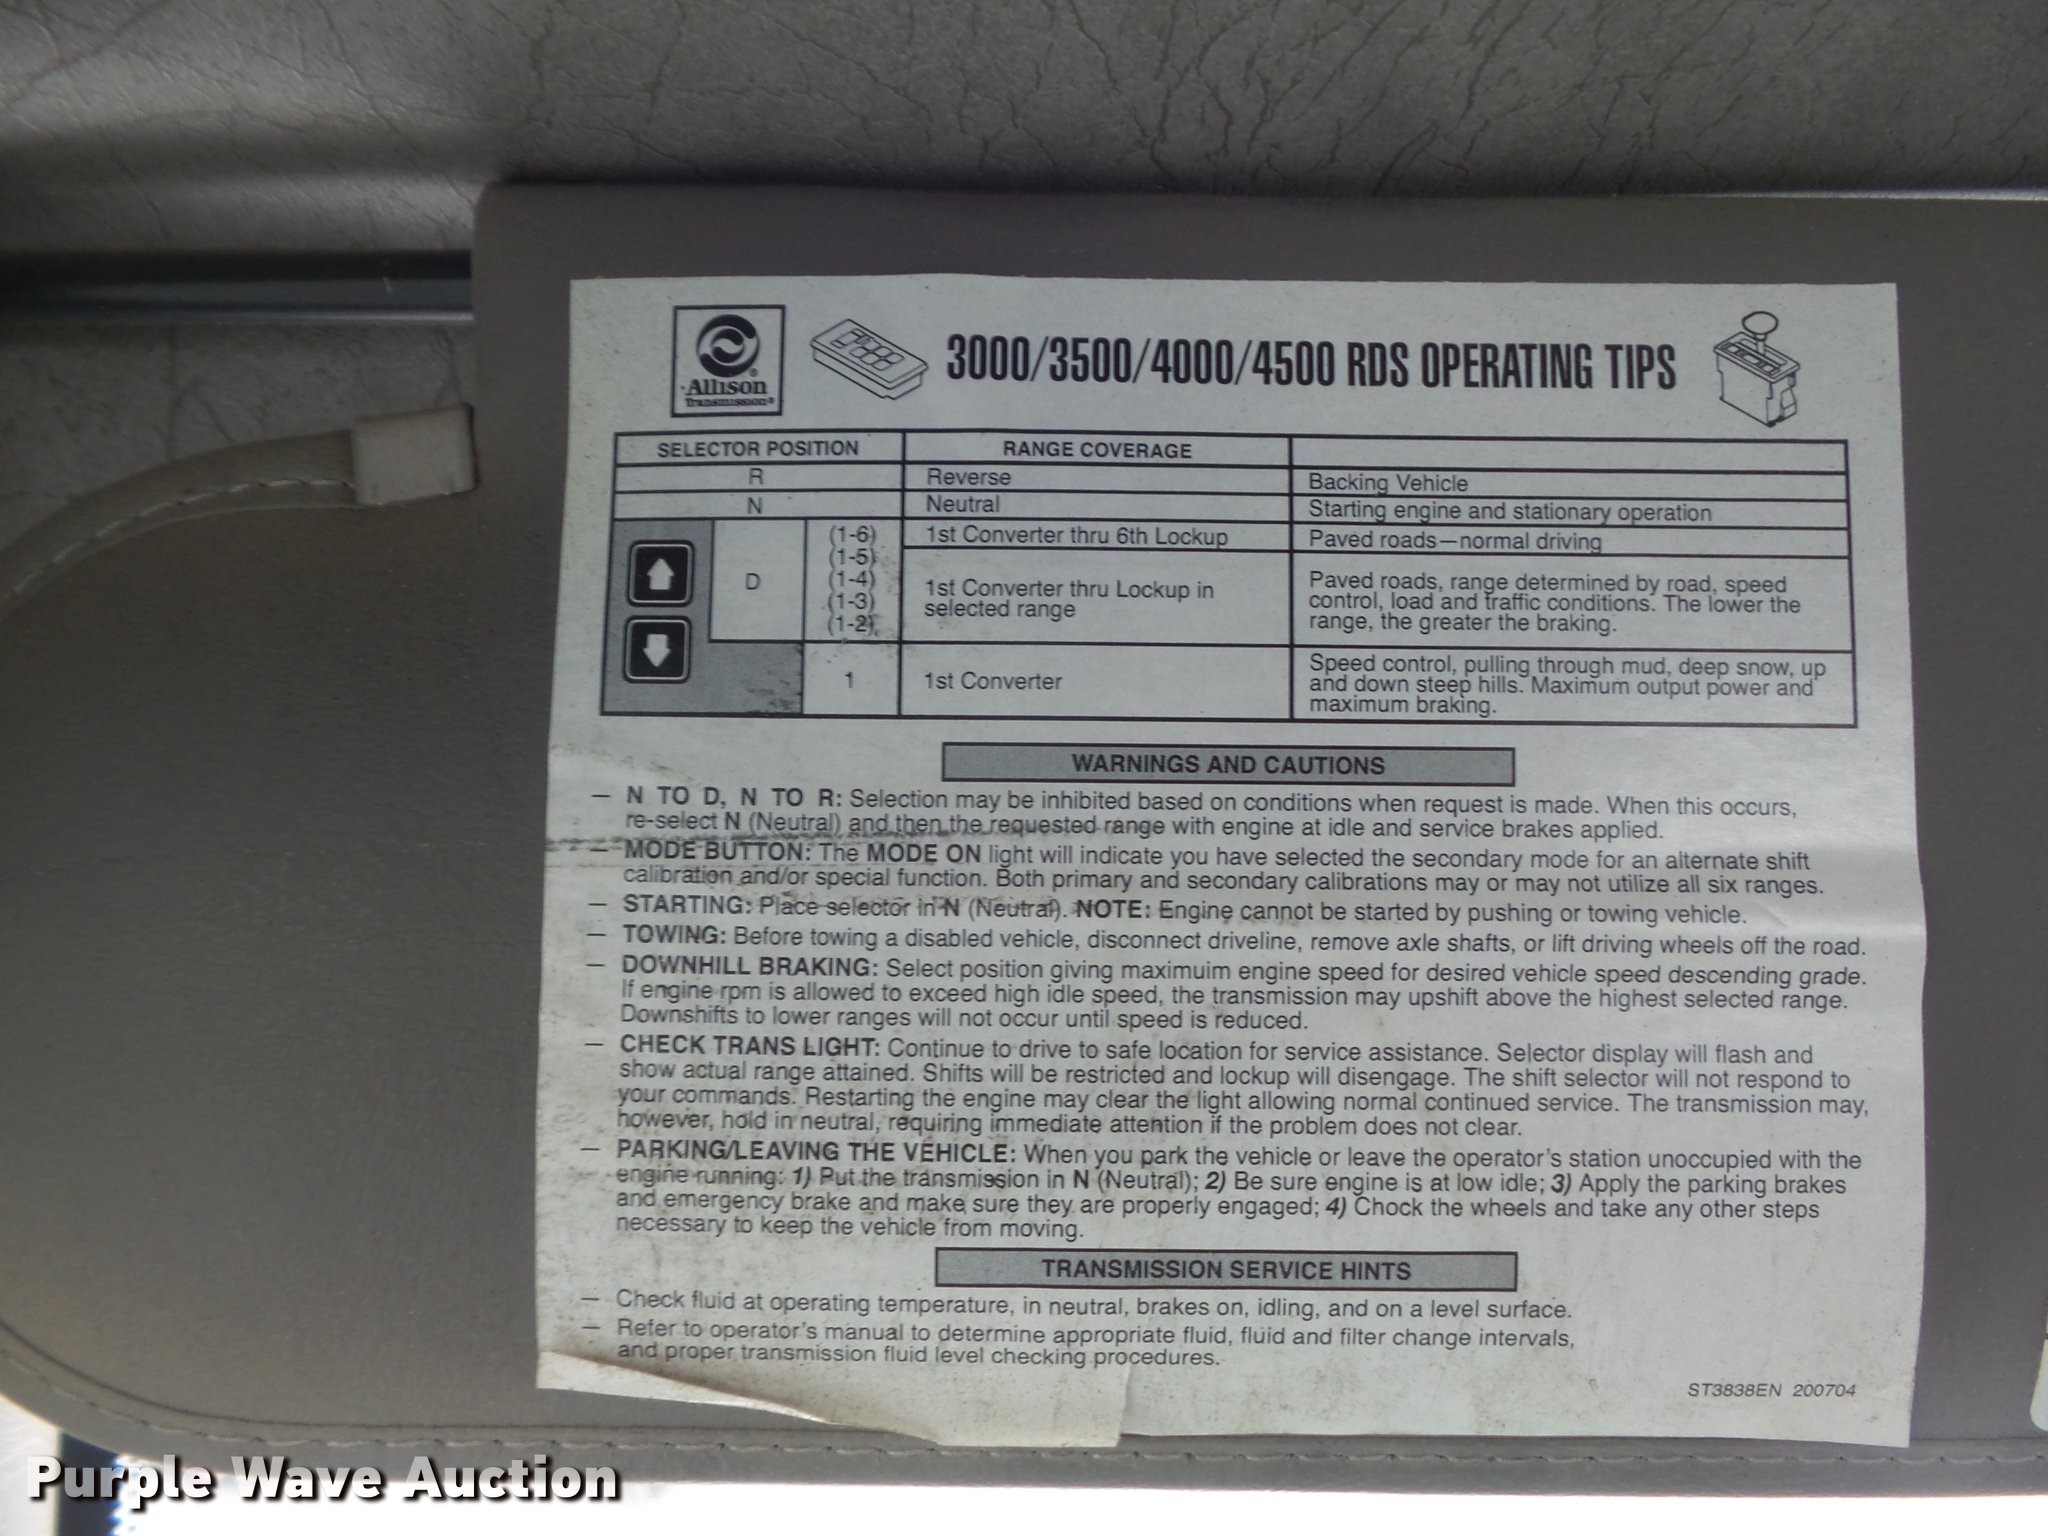 Allison
Transmission®
3000/3500/4000/4500 RDS OPERATING TIPS
SELECTOR POSITION RANGE COVERAGE
R Reverse Backing Vehicle
N Neutral Starting engine and stationary operation
D (1-6) 1st Converter thru 6th Lockup Paved roads—normal driving
(1-5)
(1-4)
(1-3)
(1-2)
1st Converter thru Lockup in
selected range
Paved roads, range determined by road, speed
control, load and traffic conditions. The lower the
range, the greater the braking.
1 1st Converter
Speed control, pulling through mud, deep snow, up
and down steep hills. Maximum output power and
maximum braking.
WARNINGS AND CAUTIONS
– N TO D, N TO R: Selection may be inhibited based on conditions when request is made. When this occurs,
re-select N (Neutral) and then the requested range with engine at idle and service brakes applied.
– MODE BUTTON: The MODE ON light will indicate you have selected the secondary mode for an alternate shift
calibration and/or special function. Both primary and secondary calibrations may or may not utilize all six ranges.
– STARTING: Place selector in N (Neutral). NOTE: Engine cannot be started by pushing or towing vehicle.
– TOWING: Before towing a disabled vehicle, disconnect driveline, remove axle shafts, or lift driving wheels off the road.
– DOWNHILL BRAKING: Select position giving maximuim engine speed for desired vehicle speed descending grade.
If engine rpm is allowed to exceed high idle speed, the transmission may upshift above the highest selected range.
Downshifts to lower ranges will not occur until speed is reduced.
– CHECK TRANS LIGHT: Continue to drive to safe location for service assistance. Selector display will flash and
show actual range attained. Shifts will be restricted and lockup will disengage. The shift selector will not respond to
your commands. Restarting the engine may clear the light allowing normal continued service. The transmission may,
however, hold in neutral, requiring immediate attention if the problem does not clear.
– PARKING/LEAVING THE VEHICLE: When you park the vehicle or leave the operator's station unoccupied with the
engine running: 1) Put the transmission in N (Neutral); 2) Be sure engine is at low idle; 3) Apply the parking brakes
and emergency brake and make sure they are properly engaged; 4) Chock the wheels and take any other steps
necessary to keep the vehicle from moving.
TRANSMISSION SERVICE HINTS
– Check fluid at operating temperature, in neutral, brakes on, idling, and on a level surface.
– Refer to operator's manual to determine appropriate fluid, fluid and filter change intervals,
and proper transmission fluid level checking procedures.
ST3838EN 200704
Purple Wave Auction